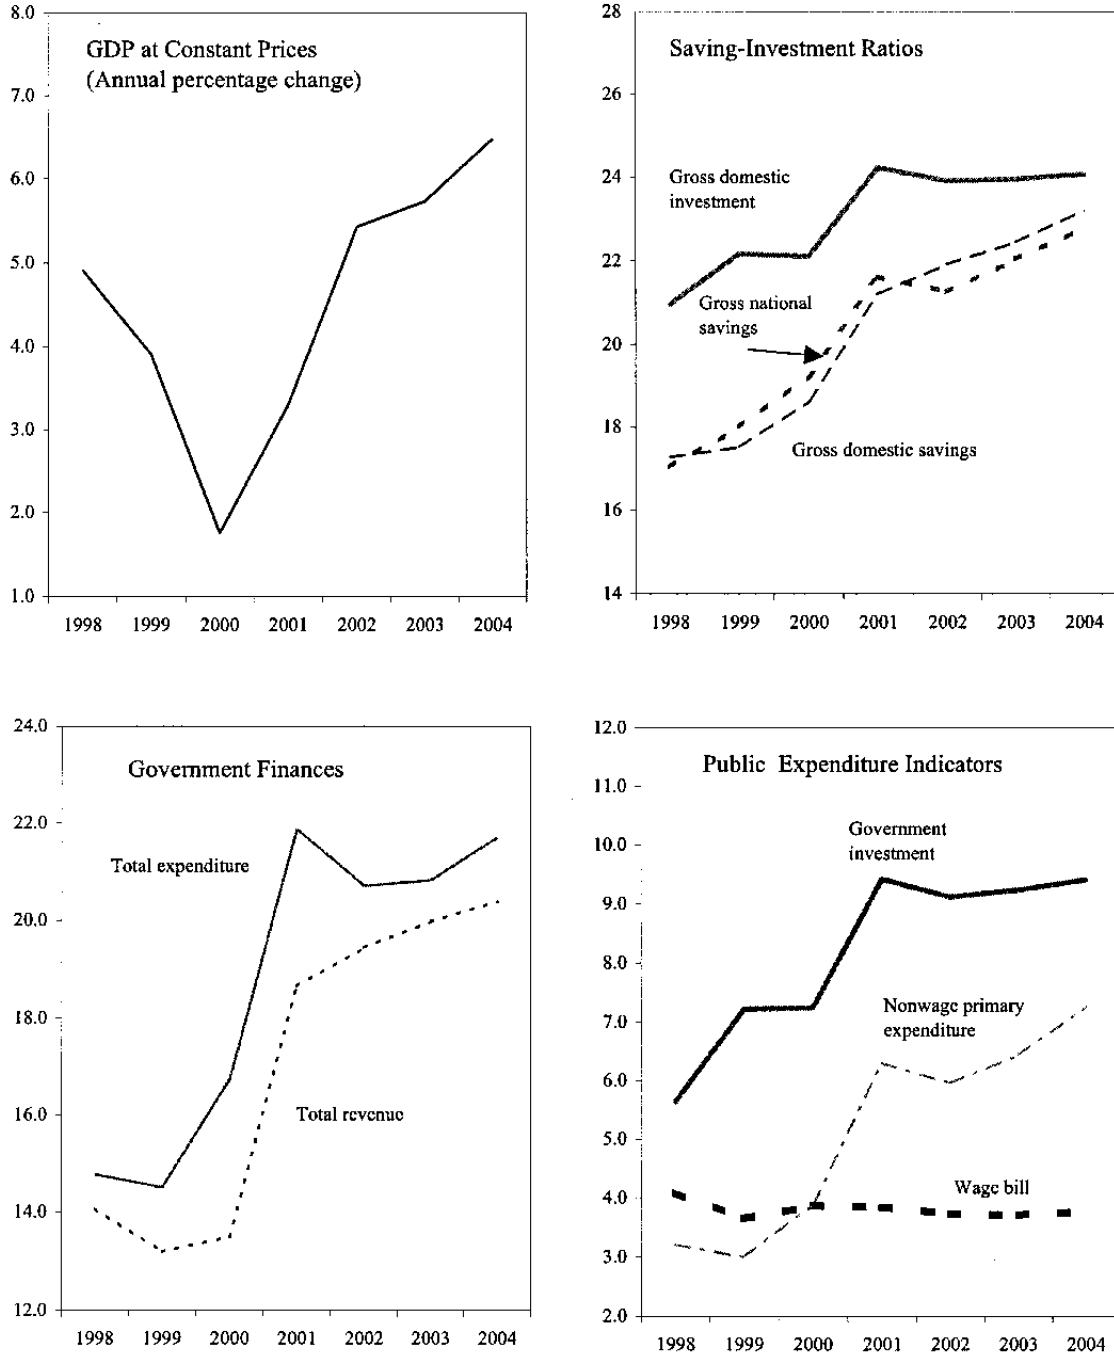 GDP at Constant Prices
(Annual percentage change)
8.0
7.0
6.0
5.0
4.0
3.0
2.0
1.0
1998 1999 2000 2001 2002 2003 2004
Saving-Investment Ratios
28
26
24
22
20
18
16
14
Gross domestic
investment
Gross national
savings
Gross domestic savings
1998 1999 2000 2001 2002 2003 2004
Government Finances
24.0
22.0
20.0
18.0
16.0
14.0
12.0
Total expenditure
Total revenue
1998 1999 2000 2001 2002 2003 2004
Public Expenditure Indicators
12.0
11.0
10.0
9.0
8.0
7.0
6.0
5.0
4.0
3.0
2.0
Government
investment
Nonwage primary
expenditure
Wage bill
1998 1999 2000 2001 2002 2003 2004